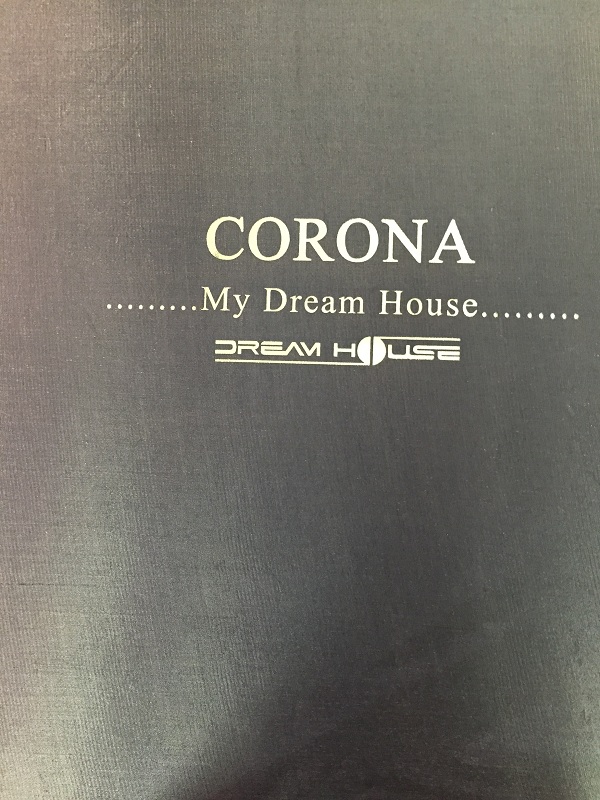 CORONA
.........My Dream House.........
DREAM HOUSE